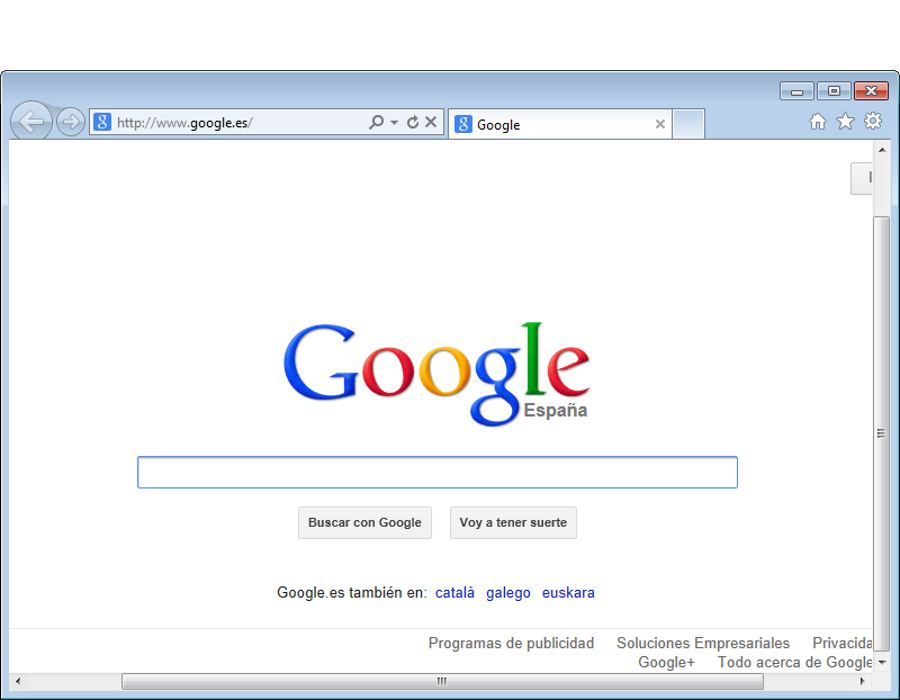 http://www.google.es/
Google
Google
España
Buscar con Google
Voy a tener suerte
Google.es también en: català galego euskara
Programas de publicidad Soluciones Empresariales
Google+ Todo acerca de Google